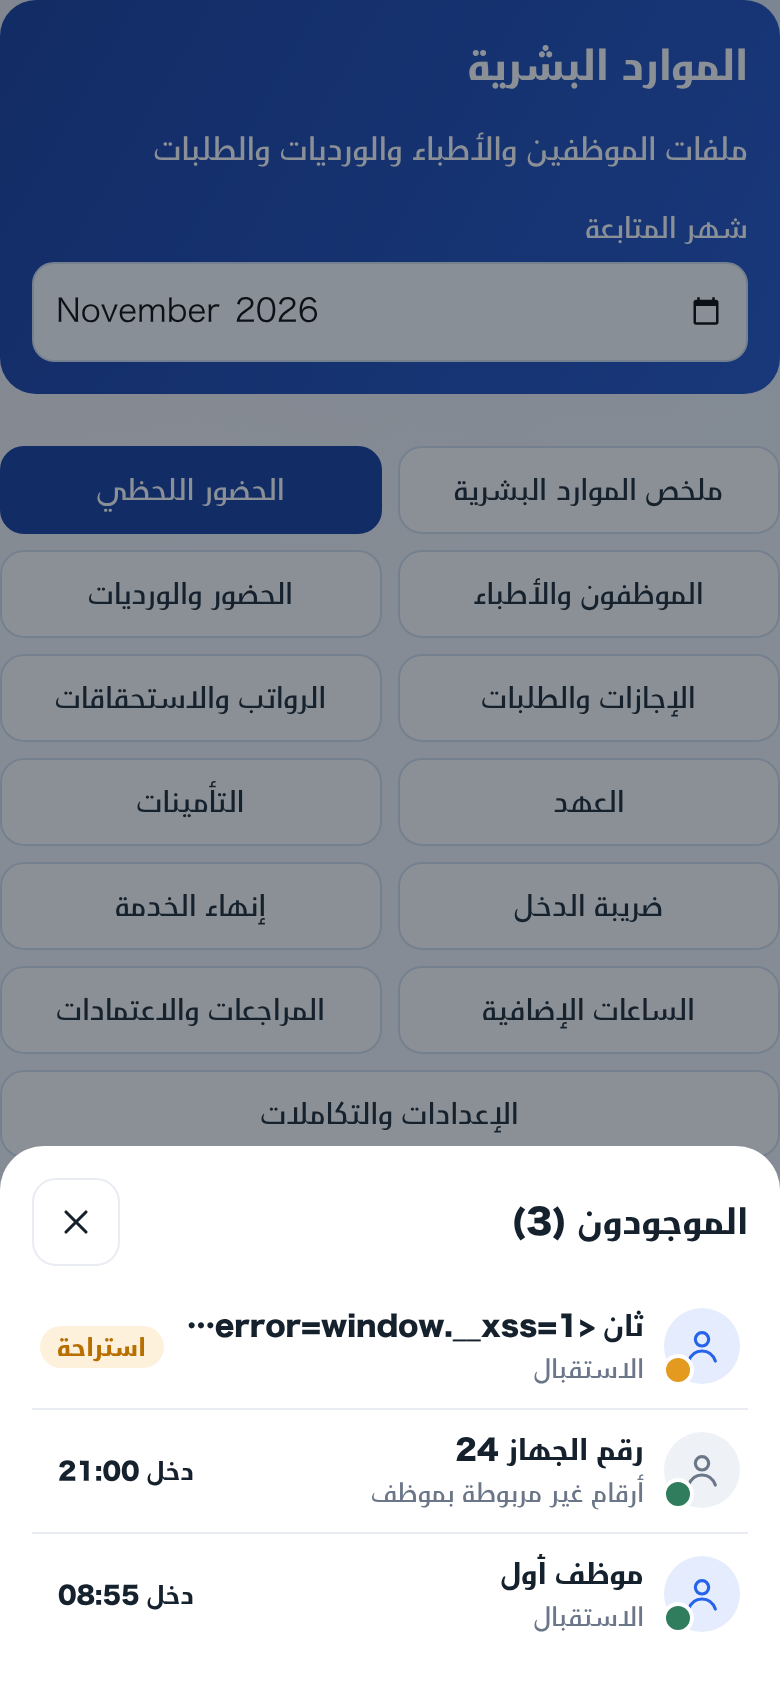 الموارد البشرية
ملفات الموظفين والأطباء والورديات والطلبات
شهر المتابعة
November 2026
ملخص الموارد البشرية
الحضور اللحظي
الموظفون والأطباء
الحضور والورديات
الإجازات والطلبات
الرواتب والاستحقاقات
العهد
التأمينات
ضريبة الدخل
إنهاء الخدمة
الساعات الإضافية
المراجعات والاعتمادات
الإعدادات والتكاملات
الموجودون (3)
ثان <error=window.__xss=1…
الاستقبال
استراحة
رقم الجهاز 24
أرقام غير مربوطة بموظف
دخل 21:00
موظف أول
الاستقبال
دخل 08:55